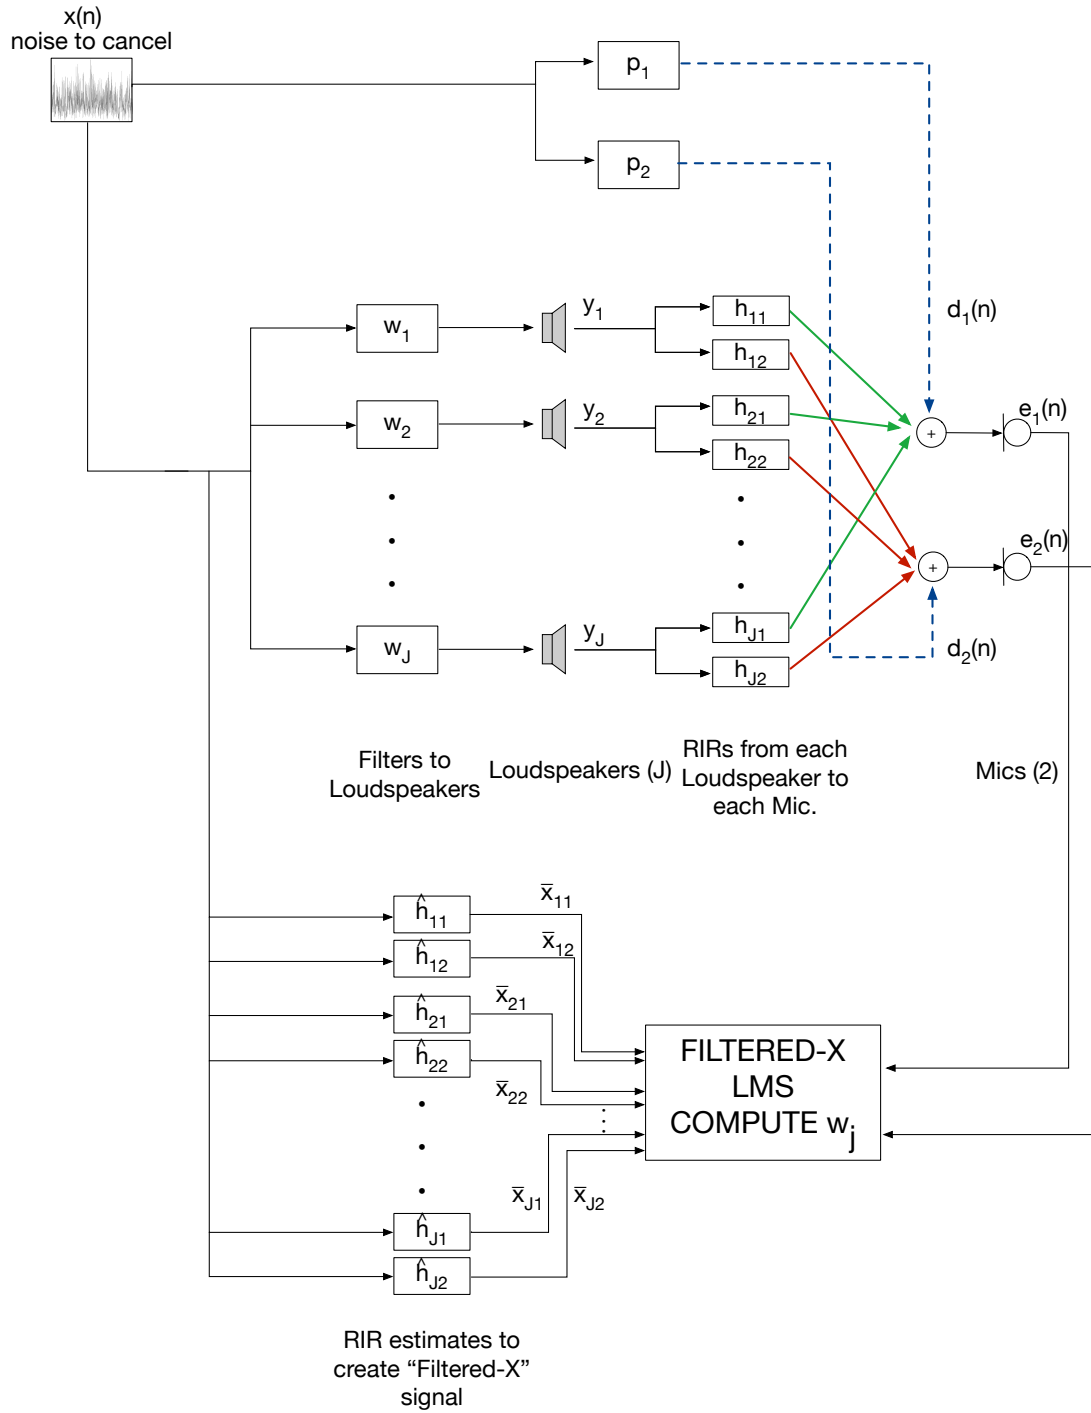 x(n)
noise to cancel
p1
p2
w1
y1
h11
h12
d1(n)
w2
y2
h21
h22
+
e1(n)
+
e2(n)
wJ
yJ
hJ1
hJ2
d2(n)
Filters to
Loudspeakers
Loudspeakers (J)
RIRs from each
Loudspeaker to
each Mic.
Mics (2)
ĥ11
x̅11
ĥ12
x̅12
ĥ21
x̅21
ĥ22
x̅22
FILTERED-X
LMS
COMPUTE wj
ĥJ1
x̅J1
x̅J2
ĥJ2
RIR estimates to
create “Filtered-X”
signal